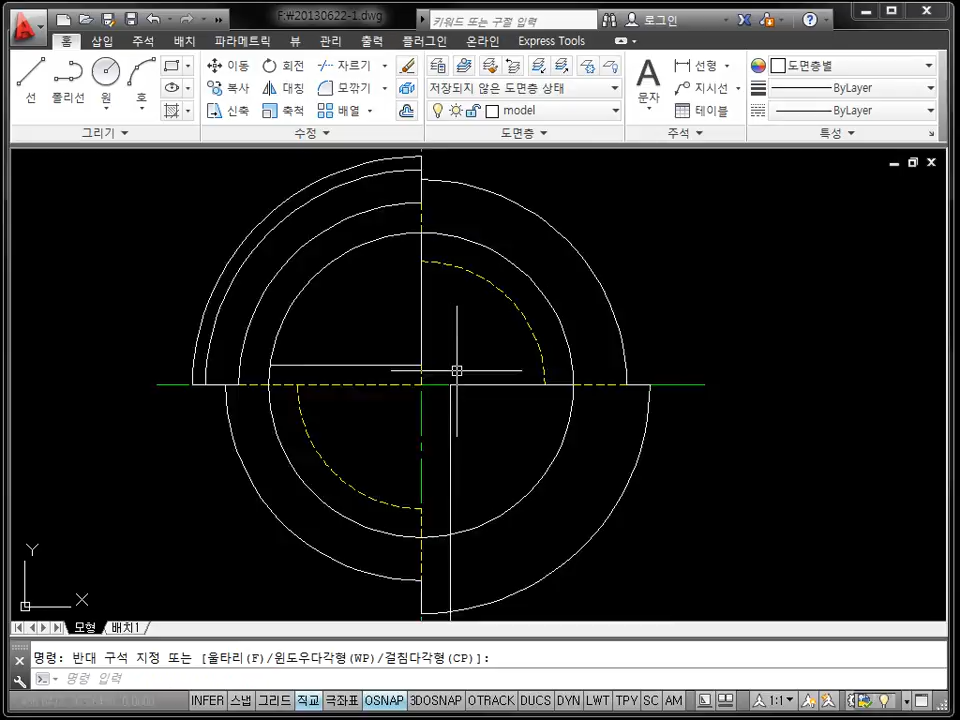 F:₩20130622-1.dwg
키워드 또는 구절 입력
로그인
홈 삽입 주석 배치 파라메트릭 뷰 관리 출력 플러그인 온라인 Express Tools
선 폴리선 원 호
이동 회전 자르기
복사 대칭 모깎기
신축 축척 배열
저장되지 않은 도면층 상태
model
문자
선형
지시선
테이블
도면층별
ByLayer
ByLayer
그리기 수정 도면층 주석 특성
Y
X
모형 배치1
명령: 반대 구석 지정 또는 [울타리(F)/윈도우다각형(WP)/걸침다각형(CP)]:
명령 입력
INFER 스냅 그리드 직교 극좌표 OSNAP 3DOSNAP OTRACK DUCS DYN LWT TPY SC AM 1:1